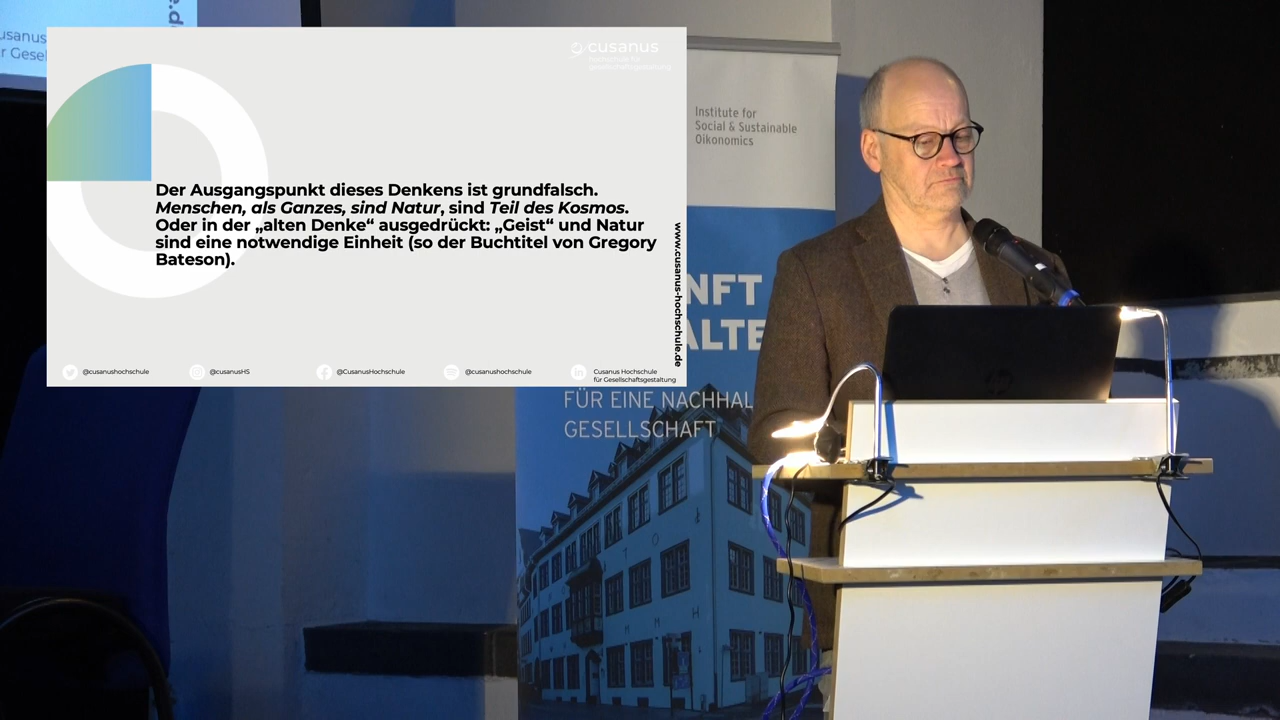 usanus
r Gesel
e.d
cusanus
hochschule für
gesellschaftsgestaltung
Der Ausgangspunkt dieses Denkens ist grundfalsch.
Menschen, als Ganzes, sind Natur, sind Teil des Kosmos.
Oder in der „alten Denke“ ausgedrückt: „Geist“ und Natur
sind eine notwendige Einheit (so der Buchtitel von Gregory
Bateson).
www.cusanus-hochschule.de
@cusanushochschule
@cusanusHS
@CusanusHochschule
@cusanushochschule
Cusanus Hochschule
für Gesellschaftsgestaltung
Institute for
Social & Sustainable
Oikonomics
NFT
ALTE
FÜR EINE NACHHAL
GESELLSCHAFT